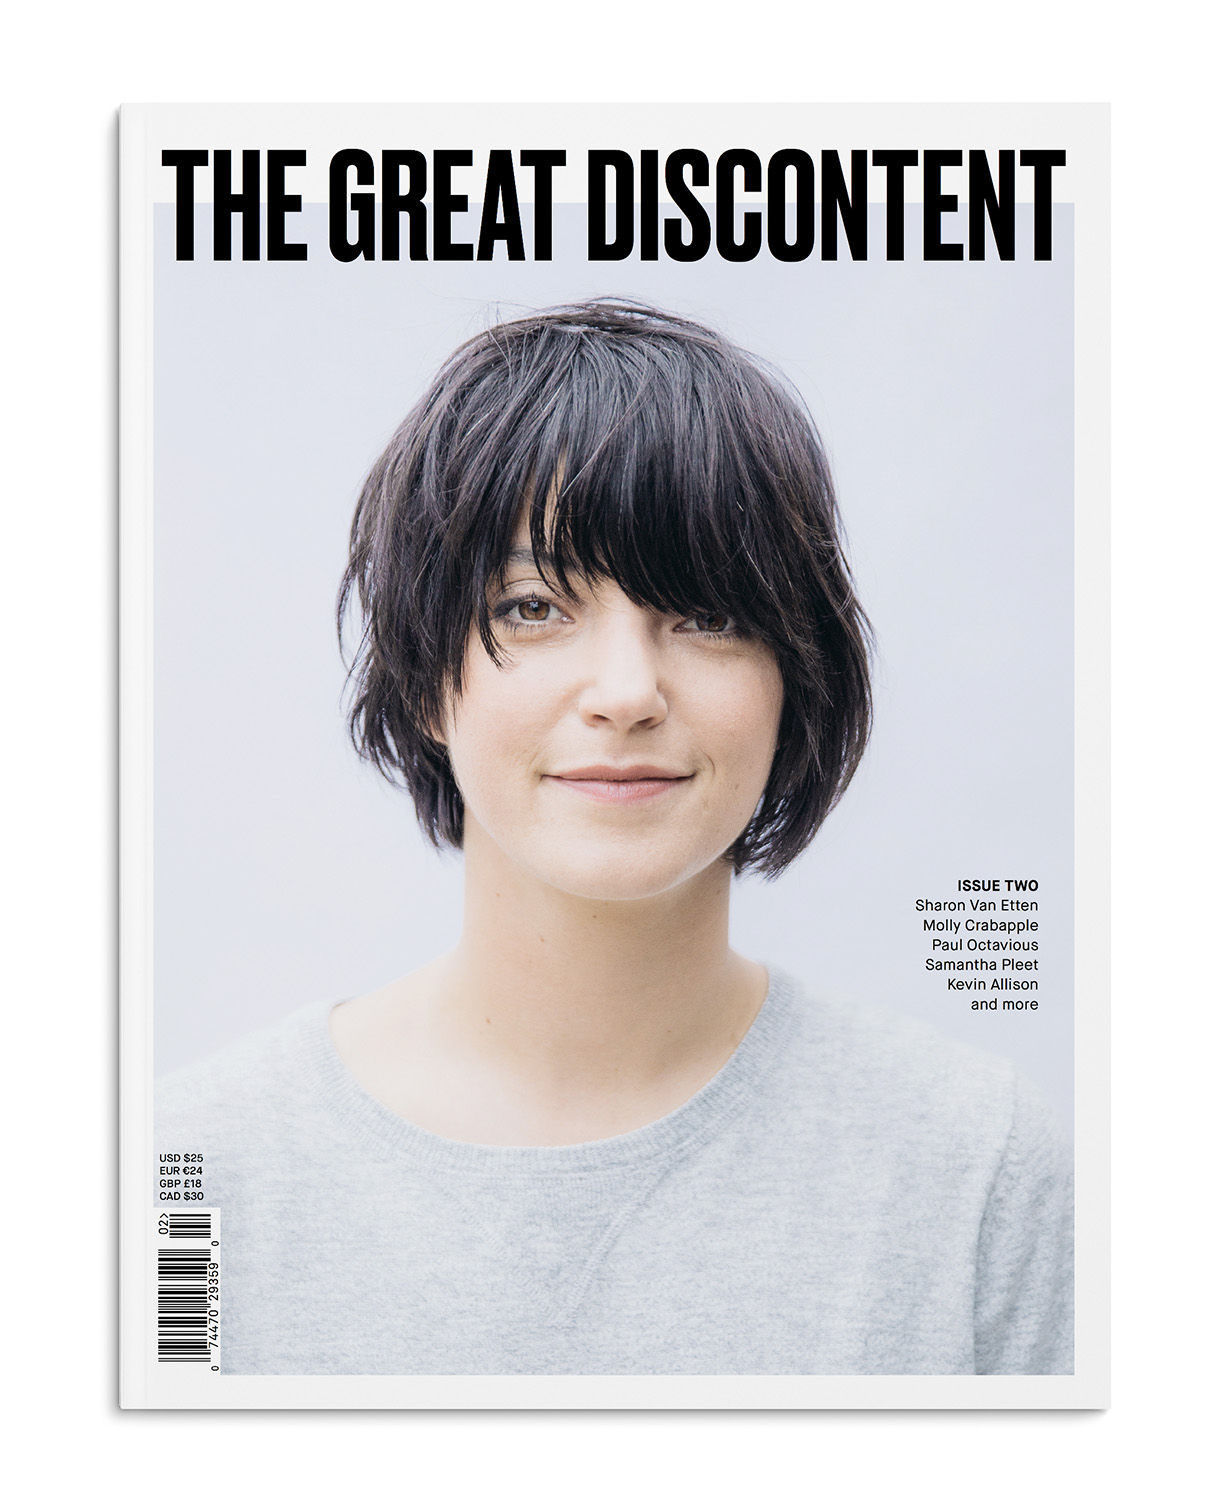 THE GREAT DISCONTENT
ISSUE TWO
Sharon Van Etten
Molly Crabapple
Paul Octavious
Samantha Pleet
Kevin Allison
and more
USD $25
EUR €24
GBP £18
CAD $30
02>
0 74470 29359 0